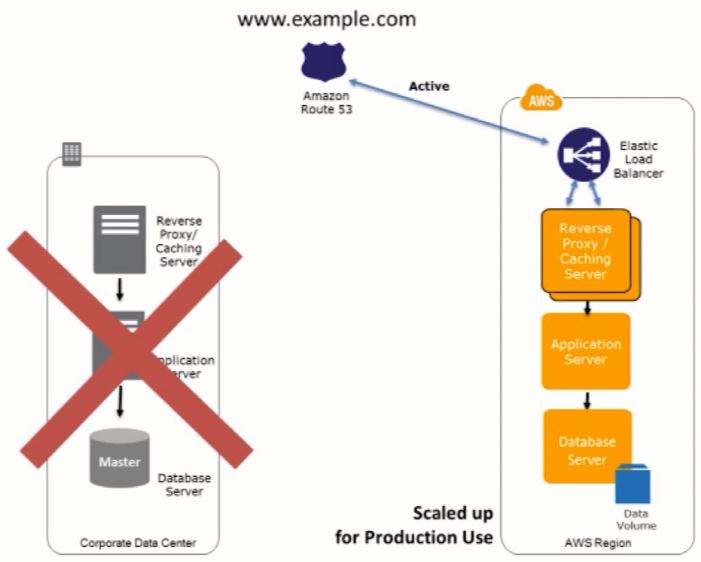 www.example.com
Amazon
Route 53
Active
AWS
Elastic
Load
Balancer
Reverse
Proxy /
Caching
Server
Application
Server
Database
Server
Data
Volume
AWS Region
Scaled up
for Production Use
Reverse
Proxy/
Caching
Server
pplication
erver
Master
Database
Server
Corporate Data Center